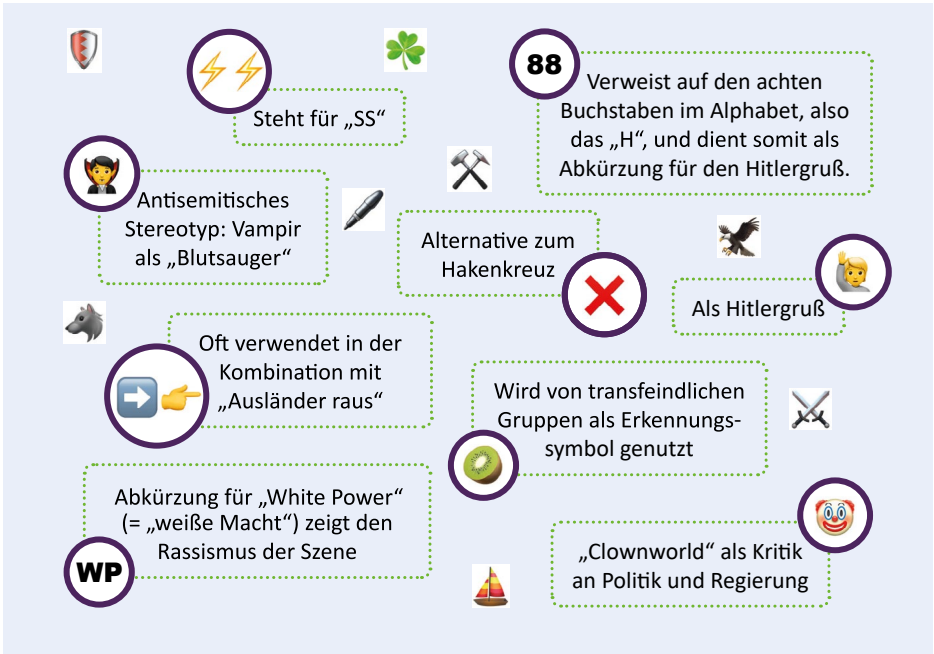 Steht für „SS“
88
Verweist auf den achten
Buchstaben im Alphabet, also
das „H“, und dient somit als
Abkürzung für den Hitlergruß.
Antisemitisches
Stereotyp: Vampir
als „Blutsauger“
Alternative zum
Hakenkreuz
Als Hitlergruß
Oft verwendet in der
Kombination mit
„Ausländer raus“
Wird von transfeindlichen
Gruppen als Erkennungs-
symbol genutzt
Abkürzung für „White Power“
(= „weiße Macht“) zeigt den
Rassismus der Szene
WP
„Clownworld“ als Kritik
an Politik und Regierung